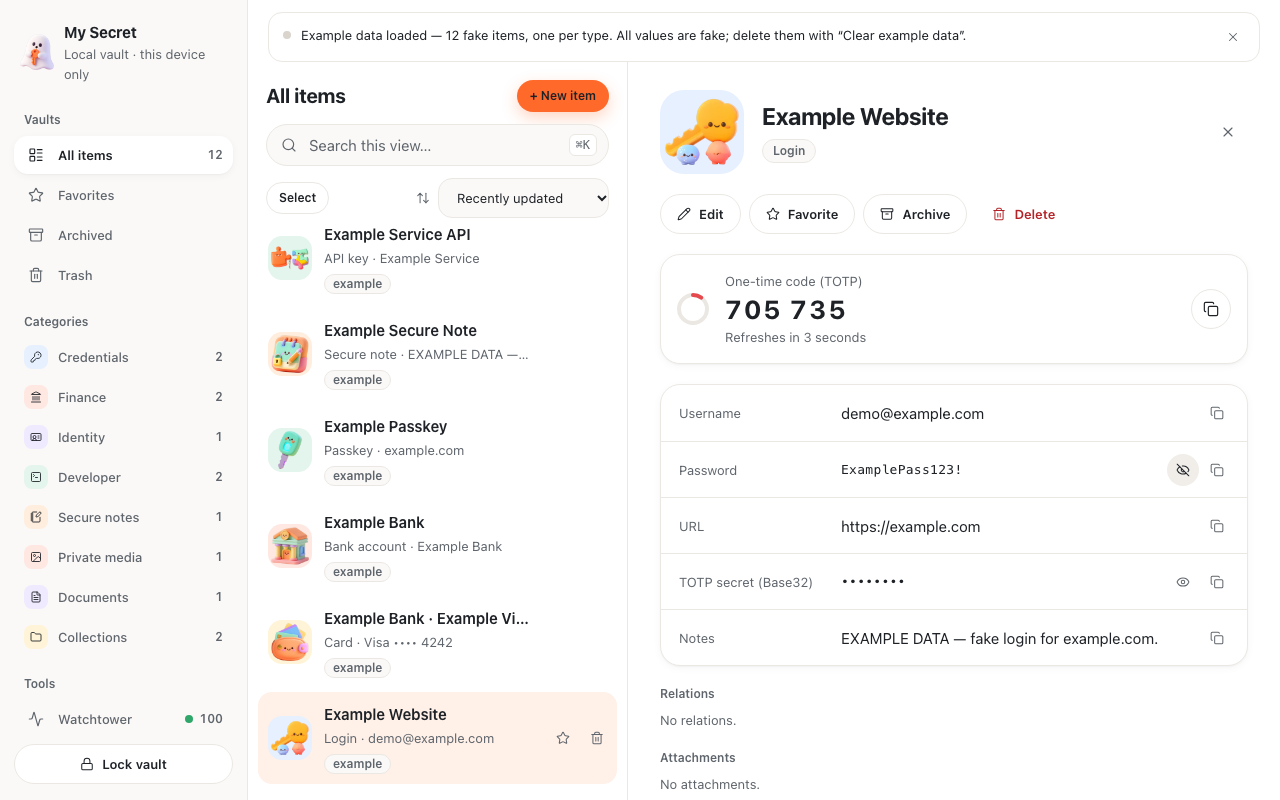 My Secret
Local vault · this device
only
Vaults
All items 12
Favorites
Archived
Trash
Categories
Credentials 2
Finance 2
Identity 1
Developer 2
Secure notes 1
Private media 1
Documents 1
Collections 2
Tools
Watchtower 100
Lock vault
Example data loaded — 12 fake items, one per type. All values are fake; delete them with “Clear example data”.
All items
+ New item
Search this view...
⌘K
Select
Recently updated
Example Service API
API key · Example Service
example
Example Secure Note
Secure note · EXAMPLE DATA —...
example
Example Passkey
Passkey · example.com
example
Example Bank
Bank account · Example Bank
example
Example Bank · Example Vi...
Card · Visa •••• 4242
example
Example Website
Login · demo@example.com
example
Example Website
Login
Edit
Favorite
Archive
Delete
One-time code (TOTP)
705 735
Refreshes in 3 seconds
Username demo@example.com
Password ExamplePass123!
URL https://example.com
TOTP secret (Base32) ••••••••
Notes EXAMPLE DATA — fake login for example.com.
Relations
No relations.
Attachments
No attachments.